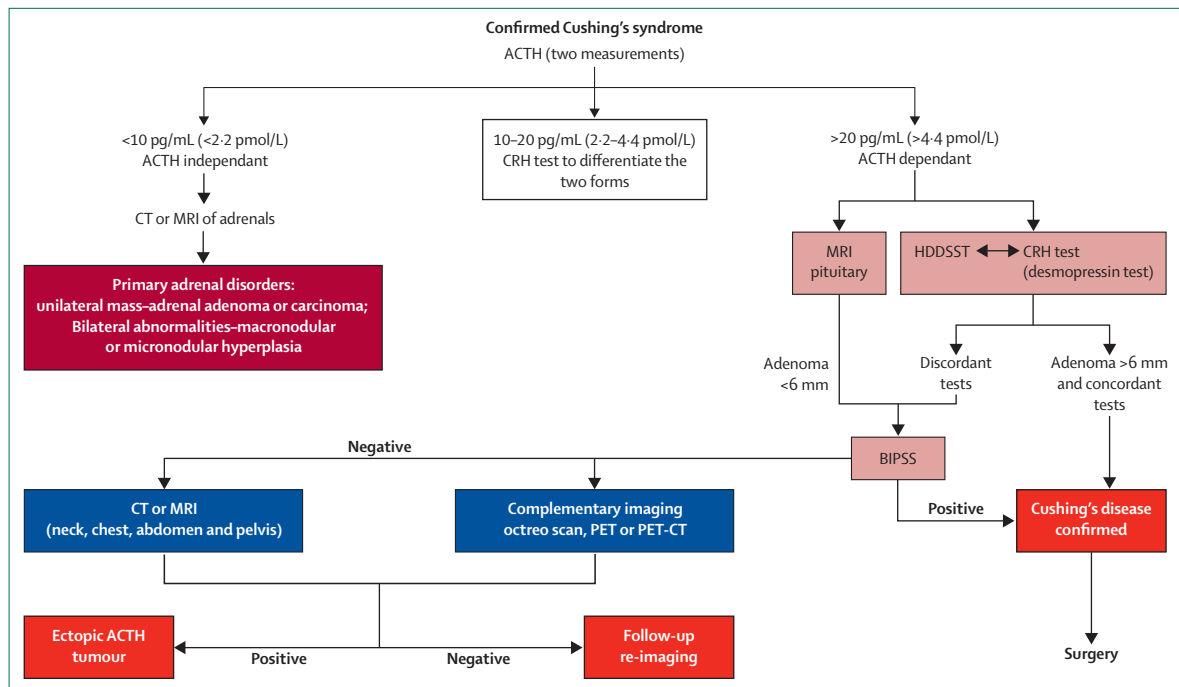 Confirmed Cushing's syndrome
ACTH (two measurements)
<10 pg/mL (<2·2 pmol/L)
ACTH independant
10–20 pg/mL (2·2–4·4 pmol/L)
CRH test to differentiate the
two forms
>20 pg/mL (>4·4 pmol/L)
ACTH dependant
CT or MRI of adrenals
Primary adrenal disorders:
unilateral mass–adrenal adenoma or carcinoma;
Bilateral abnormalities–macronodular
or micronodular hyperplasia
MRI
pituitary
HDDSST
CRH test
(desmopressin test)
Adenoma
<6 mm
Discordant
tests
Adenoma >6 mm
and concordant
tests
BIPSS
Negative
Positive
CT or MRI
(neck, chest, abdomen and pelvis)
Complementary imaging
octreo scan, PET or PET-CT
Cushing's disease
confirmed
Ectopic ACTH
tumour
Positive
Negative
Follow-up
re-imaging
Surgery